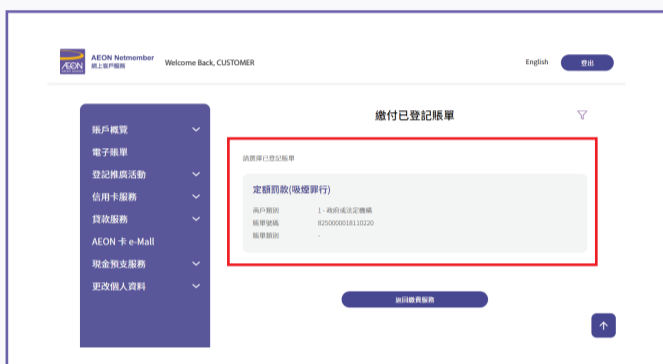 AEON
AEON Netmember
網上客戶服務
Welcome Back, CUSTOMER
English
登出
賬戶概覽
電子賬單
登記推廣活動
信用卡服務
貸款服務
AEON 卡 e-Mall
現金預支服務
更改個人資料
繳付已登記賬單
請選擇已登記賬單
定額罰款(吸煙罪行)
商戶類別 1 - 政府或法定機構
賬單號碼 8250000018110220
賬單類別 -
返回繳費服務